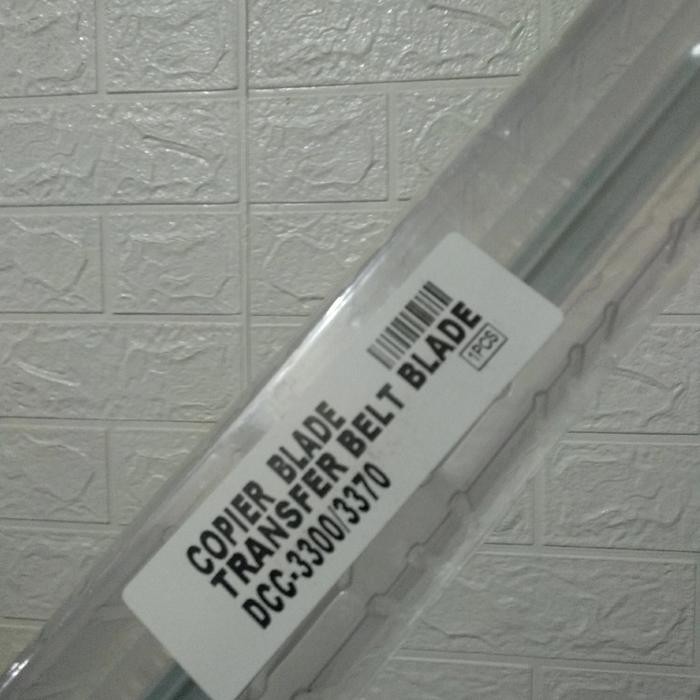 COPIER BLADE
TRANSFER BELT BLADE
DCC-3300/3370
1PCS